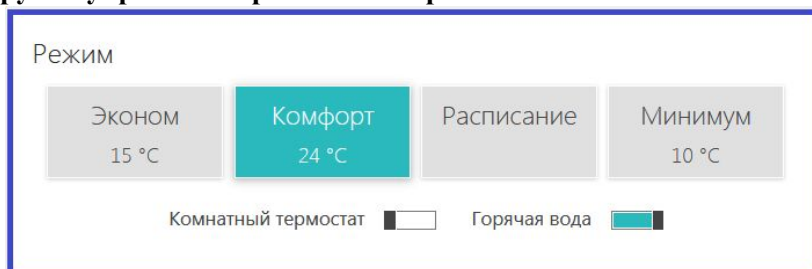 Режим
Эконом Комфорт Расписание Минимум
15 °C 24 °C 10 °C
Комнатный термостат Горячая вода